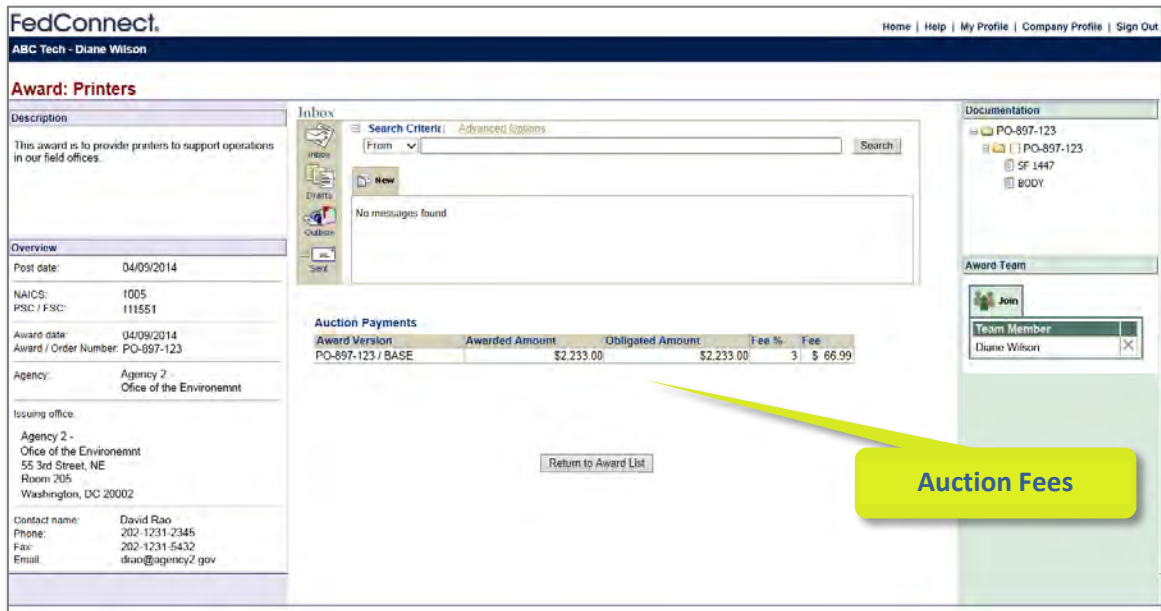 FedConnect.
Home | Help | My Profile | Company Profile | Sign Out
ABC Tech - Diane Wilson
Award: Printers
Description
This award is to provide printers to support operations
in our field offices.
Overview
Post date: 04/09/2014
NAICS: 1005
PSC / FSC: 111551
Award date: 04/09/2014
Award / Order Number: PO-897-123
Agency: Agency 2 -
Ofice of the Environemnt
Issuing office:
Agency 2 -
Ofice of the Environemnt
55 3rd Street, NE
Room 205
Washington, DC 20002
Contact name: David Rao
Phone: 202-1231-2345
Fax: 202-1231-5432
Email: drao@agency2.gov
Inbox
Inbox
Drafts
Outbox
Sent
Search Criteria Advanced Options
From Search
New
No messages found.
Auction Payments
Award Version Awarded Amount Obligated Amount Fee % Fee
PO-897-123 / BASE $2,233.00 $2,233.00 3 $ 66.99
Return to Award List
Documentation
PO-897-123
PO-897-123
SF 1447
BODY
Award Team
Join
Team Member
Diane Wilson
Auction Fees